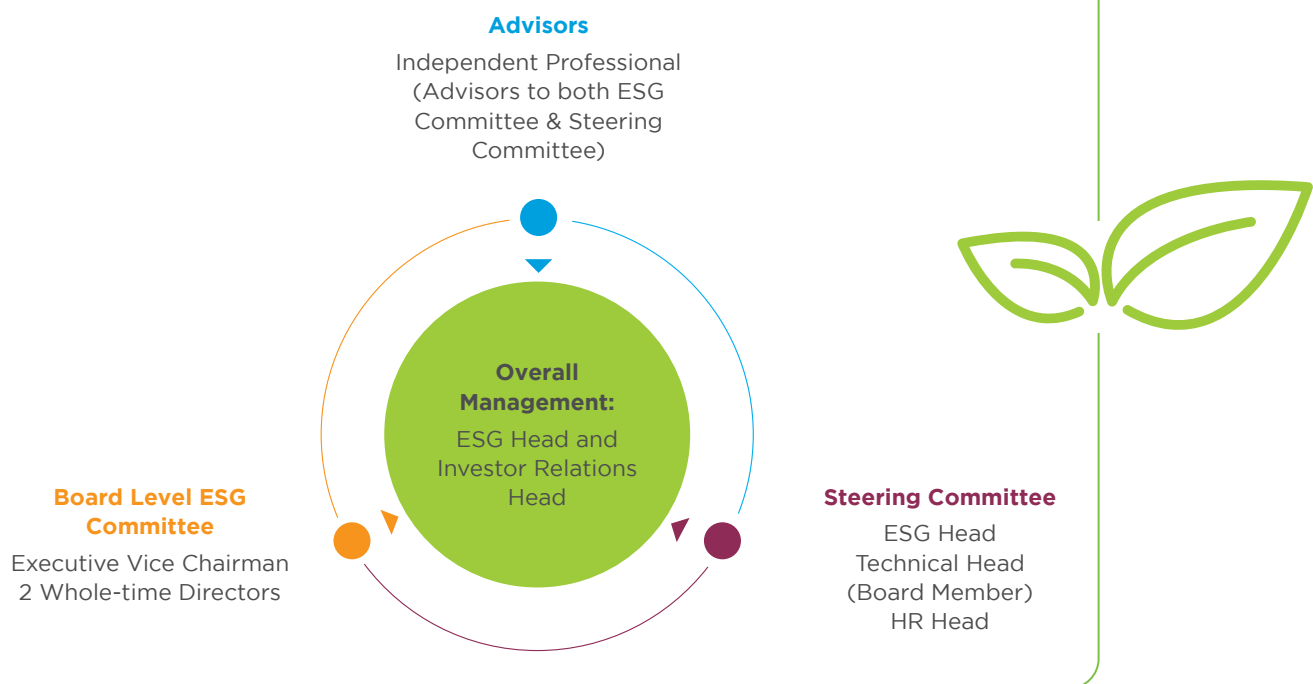 Advisors
Independent Professional
(Advisors to both ESG
Committee & Steering
Committee)
Overall
Management:
ESG Head and
Investor Relations
Head
Board Level ESG
Committee
Executive Vice Chairman
2 Whole-time Directors
Steering Committee
ESG Head
Technical Head
(Board Member)
HR Head